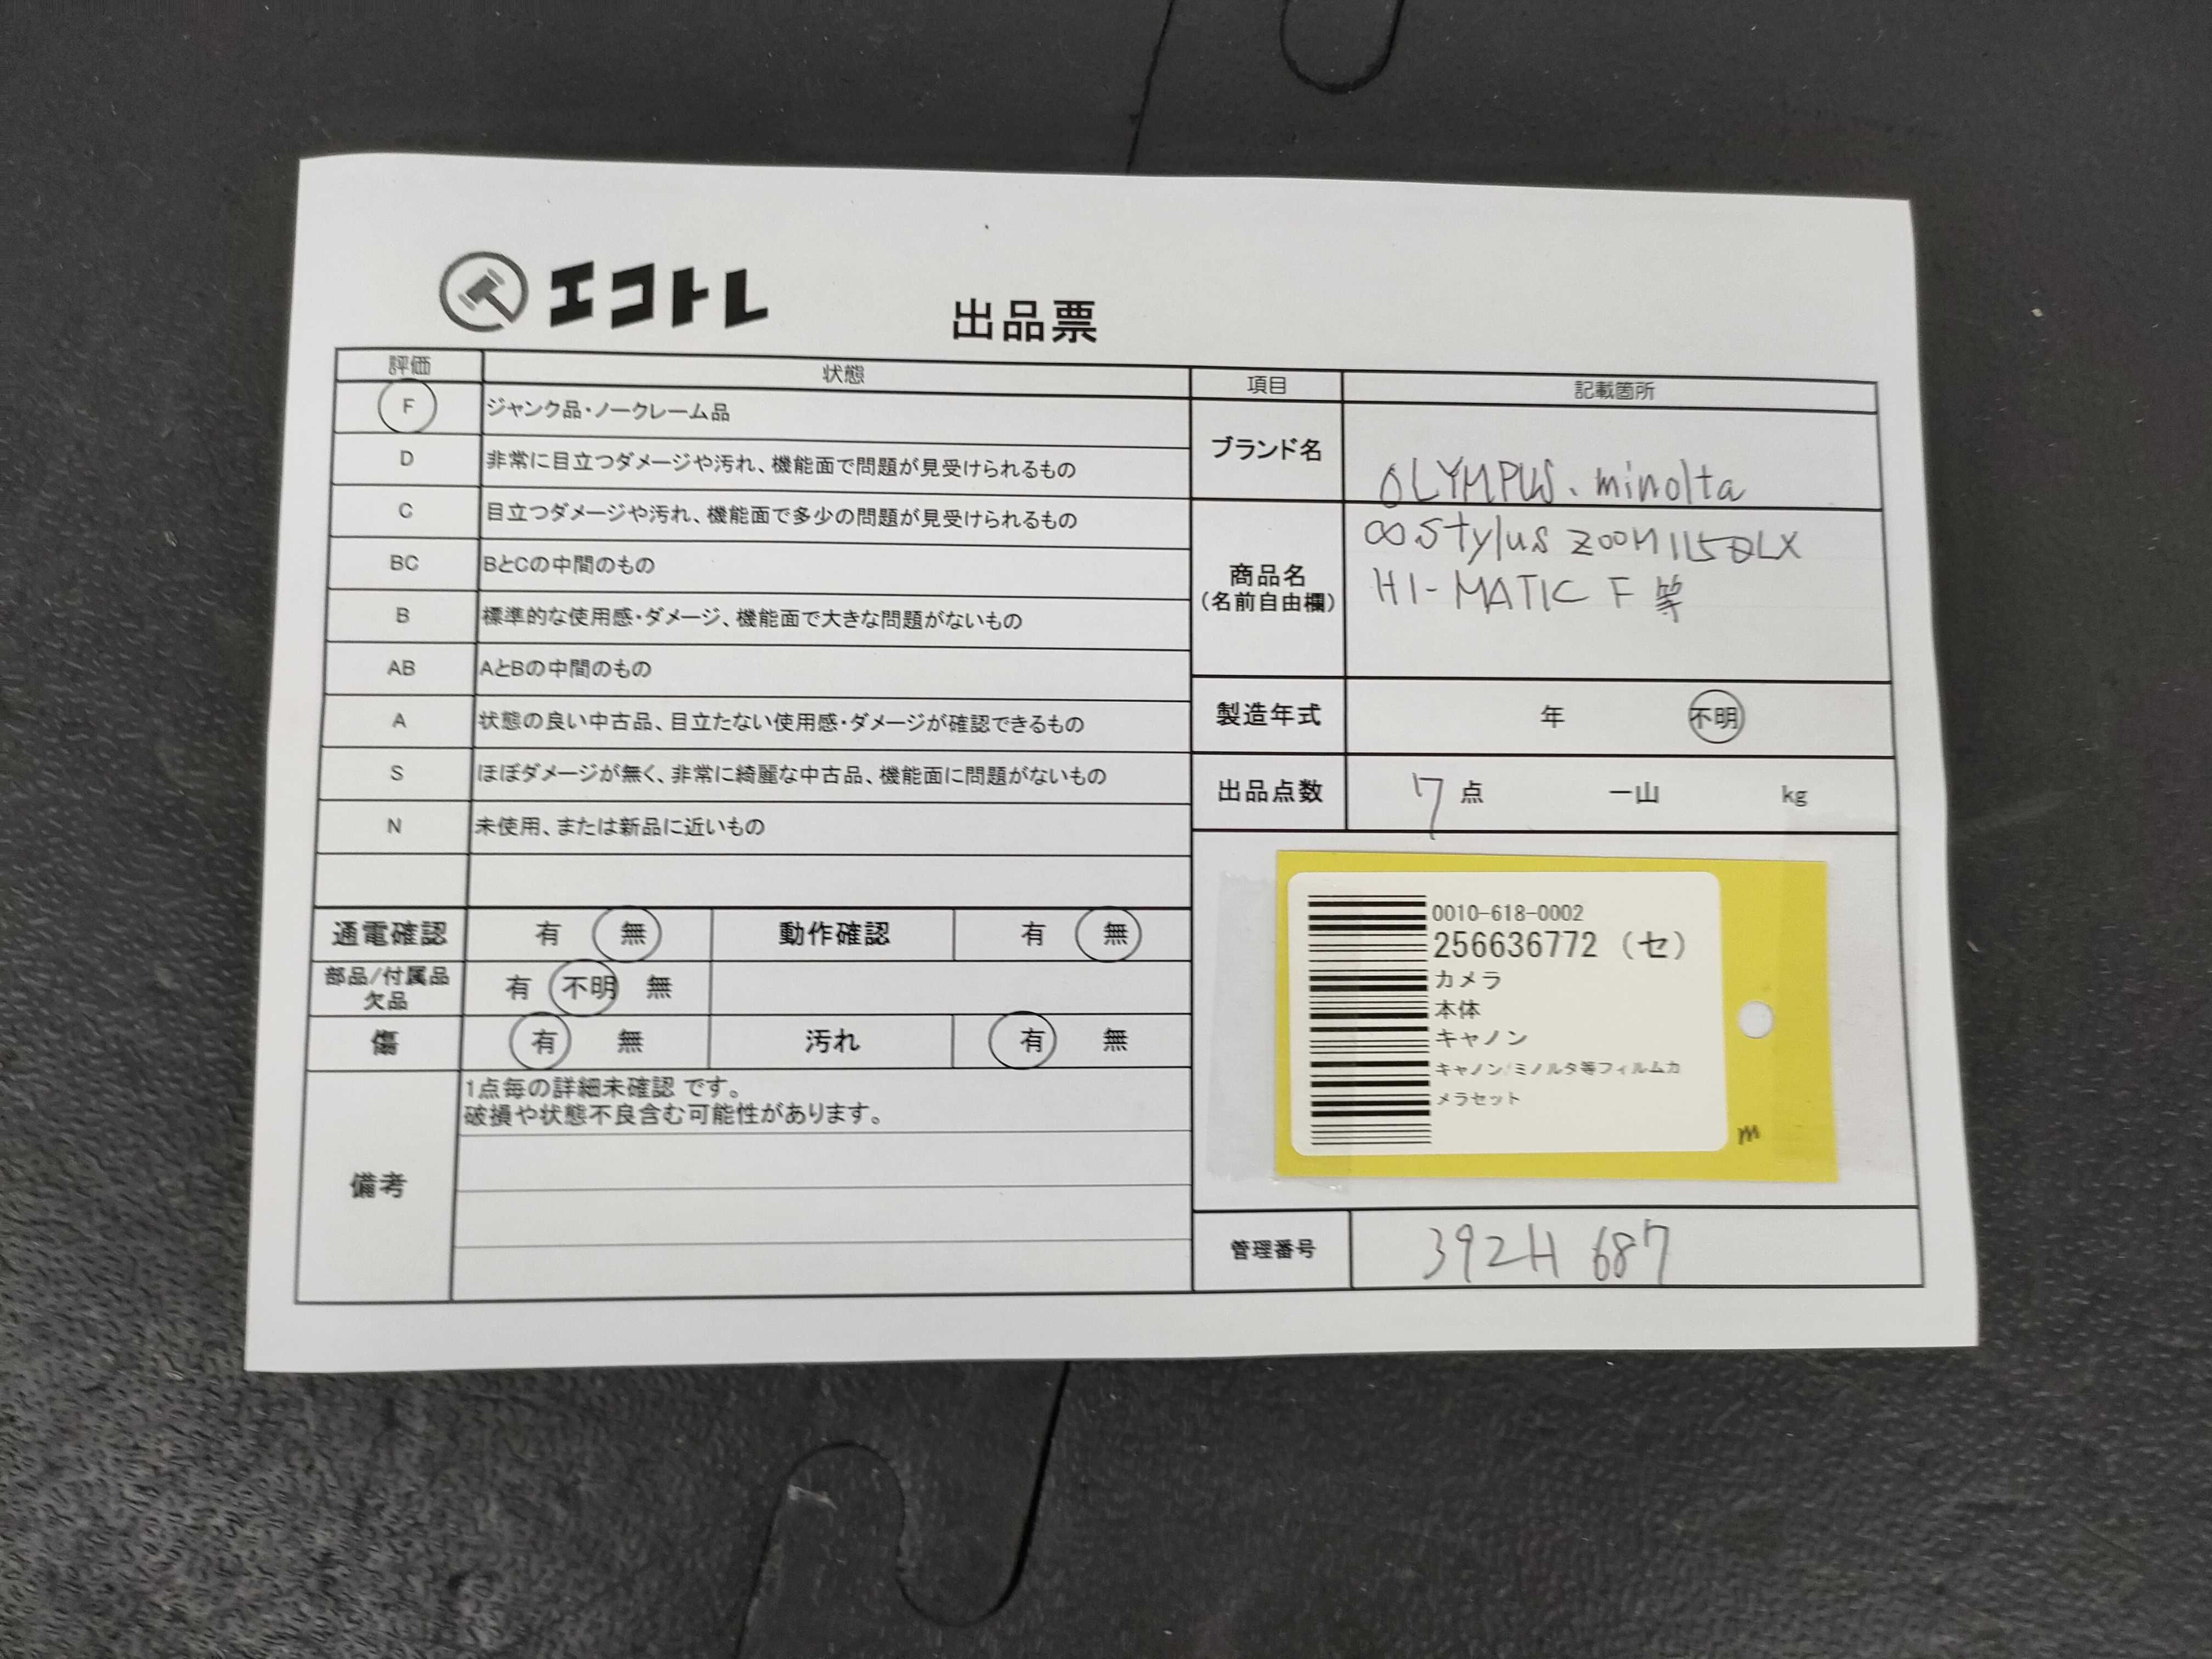 エコトレ 出品票
評価 状態
F ジャンク品・ノークレーム品
D 非常に目立つダメージや汚れ、機能面で問題が見受けられるもの
C 目立つダメージや汚れ、機能面で多少の問題が見受けられるもの
BC BとCの中間のもの
B 標準的な使用感・ダメージ、機能面で大きな問題がないもの
AB AとBの中間のもの
A 状態の良い中古品、目立たない使用感・ダメージが確認できるもの
S ほぼダメージが無く、非常に綺麗な中古品、機能面に問題がないもの
N 未使用、または新品に近いもの
通電確認 有 無 動作確認 有 無
部品/付属品
欠品 有 不明 無
傷 有 無 汚れ 有 無
備考
1点毎の詳細未確認 です。
破損や状態不良含む可能性があります。
項目 記載箇所
ブランド名 OLYMPUS、minolta
商品名
(名前自由欄)
∞ Stylus ZOOM 115 DLX
HI-MATIC F 等
製造年式 年 不明
出品点数 7 点 一山 kg
0010-618-0002
256636772 (セ)
カメラ
本体
キャノン
キャノン/ミノルタ等フィルムカ
メラセット
m
管理番号 392H 687